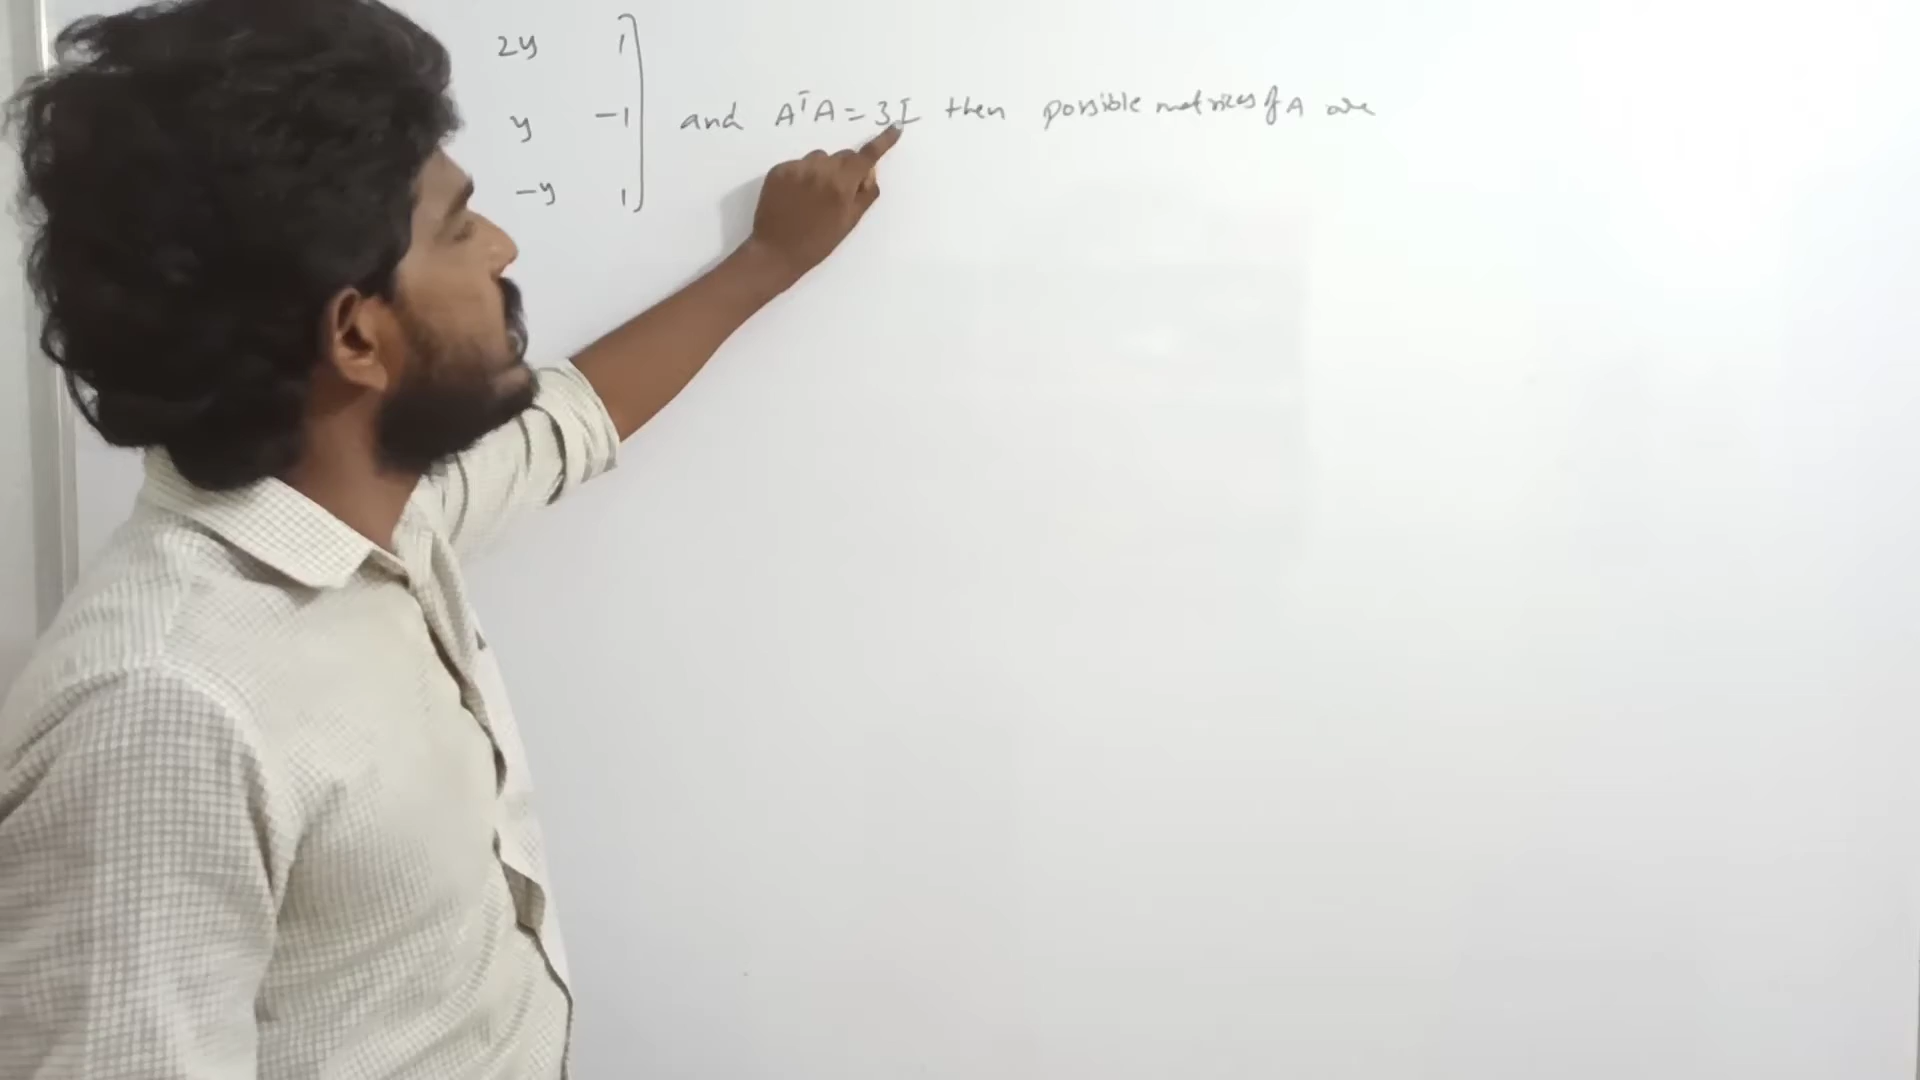 2y 1
y -1 and AᵀA = 3I then possible matrices of A are
-y 1